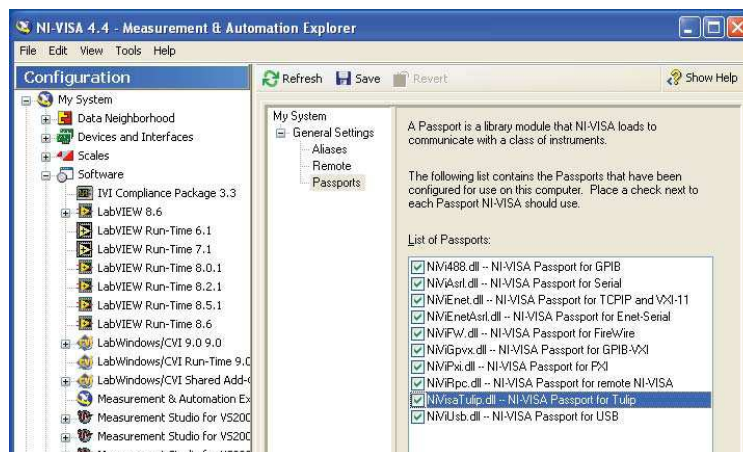 NI-VISA 4.4 - Measurement & Automation Explorer
File Edit View Tools Help
Configuration
Refresh Save Revert Show Help
My System
Data Neighborhood
Devices and Interfaces
Scales
Software
IVI Compliance Package 3.3
LabVIEW 8.6
LabVIEW Run-Time 6.1
LabVIEW Run-Time 7.1
LabVIEW Run-Time 8.0.1
LabVIEW Run-Time 8.2.1
LabVIEW Run-Time 8.5.1
LabVIEW Run-Time 8.6
LabWindows/CVI 9.0 9.0
LabWindows/CVI Run-Time 9.0
LabWindows/CVI Shared Add-
Measurement & Automation Ex
Measurement Studio for VS200
Measurement Studio for VS200
My System
General Settings
Aliases
Remote
Passports
A Passport is a library module that NI-VISA loads to
communicate with a class of instruments.
The following list contains the Passports that have been
configured for use on this computer. Place a check next to
each Passport NI-VISA should use.
List of Passports:
NiVi488.dll -- NI-VISA Passport for GPIB
NiViAsrl.dll -- NI-VISA Passport for Serial
NiViEnet.dll -- NI-VISA Passport for TCPIP and VXI-11
NiViEnetAsrl.dll -- NI-VISA Passport for Enet-Serial
NiViFW.dll -- NI-VISA Passport for FireWire
NiViGpvx.dll -- NI-VISA Passport for GPIB-VXI
NiViPxi.dll -- NI-VISA Passport for PXI
NiViRpc.dll -- NI-VISA Passport for remote NI-VISA
NiVisaTulip.dll -- NI-VISA Passport for Tulip
NiViUsb.dll -- NI-VISA Passport for USB